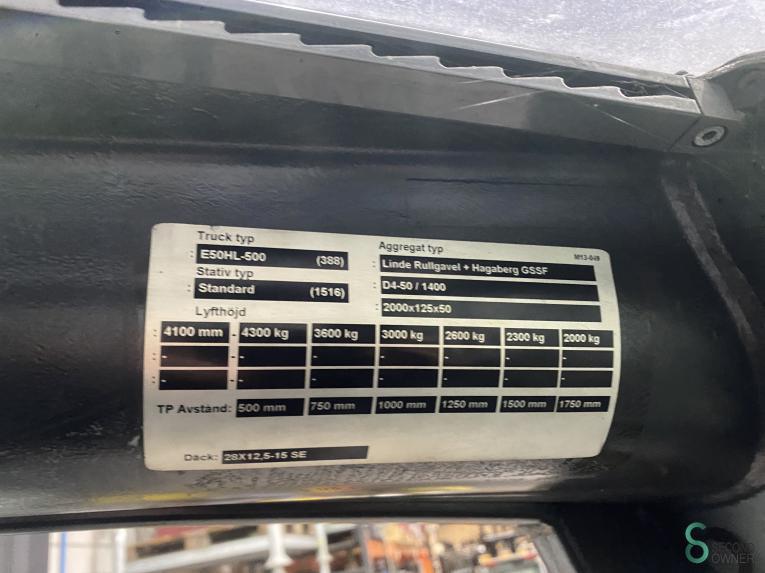 Truck typ
: E50HL-500 (388)
Stativ typ
: Standard (1516)
Aggregat typ M13-049
: Linde Rullgavel + Hagaberg GSSF
: D4-50 / 1400
: 2000x125x50
Lyfthöjd
: 4100 mm - 4300 kg 3600 kg 3000 kg 2600 kg 2300 kg 2000 kg
: - - - - - - - -
: - - - - - - - -
TP Avstånd: 500 mm 750 mm 1000 mm 1250 mm 1500 mm 1750 mm
Däck: 28X12,5-15 SE
SECOND
OWNER